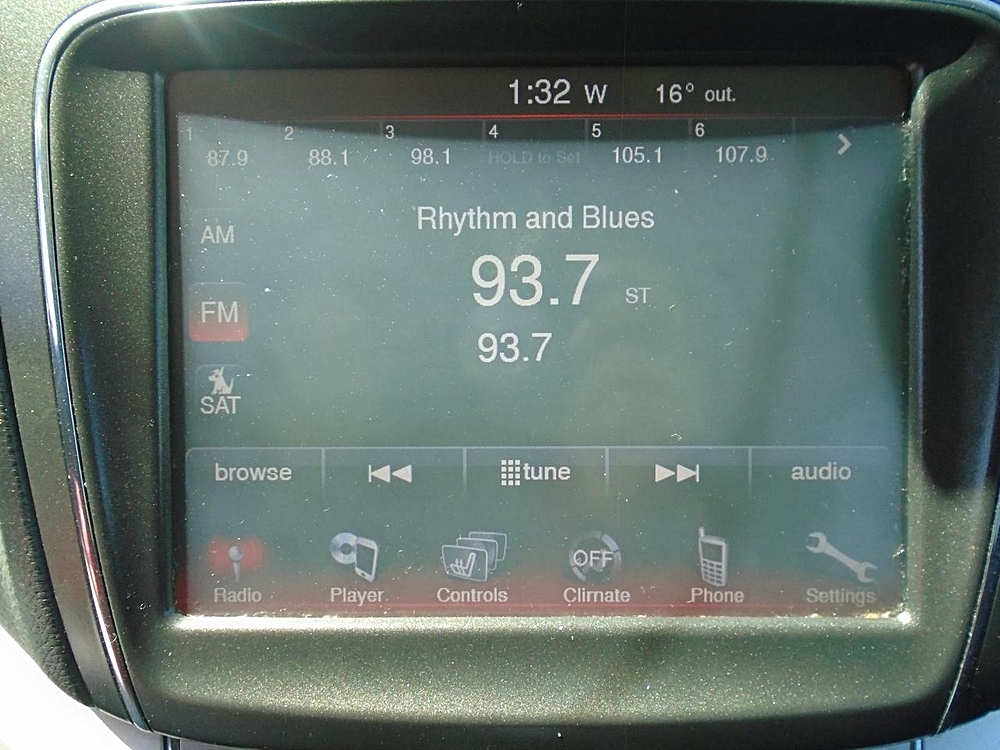 1:32 W 16° out.
1 2 3 4 5 6
87.9 88.1 98.1 HOLD to Set 105.1 107.9
Rhythm and Blues
AM
93.7 ST
FM
93.7
SAT
browse tune audio
OFF
Radio Player Controls Climate Phone Settings